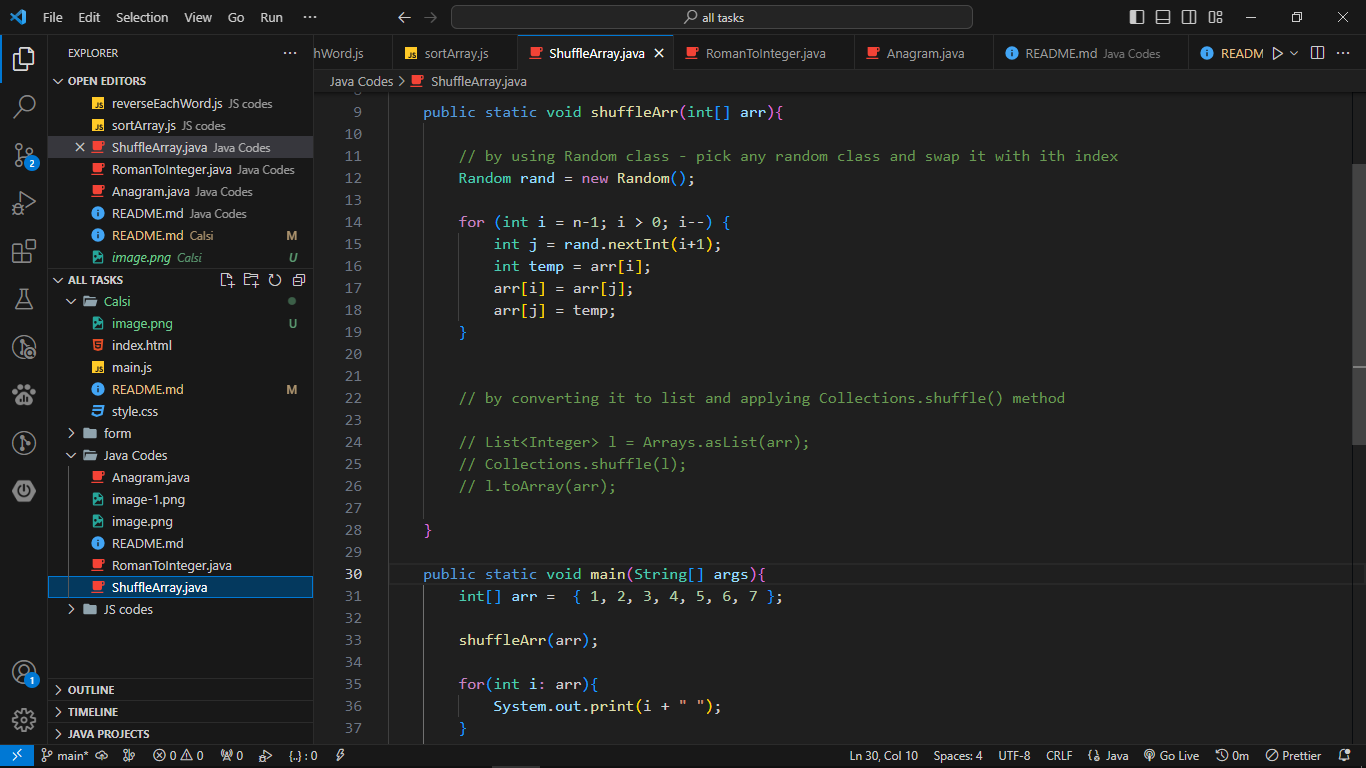 File Edit Selection View Go Run ··· all tasks
EXPLORER ···
OPEN EDITORS
reverseEachWord.js JS codes
sortArray.js JS codes
ShuffleArray.java Java Codes
RomanToInteger.java Java Codes
Anagram.java Java Codes
README.md Java Codes
README.md Calsi M
image.png Calsi U
ALL TASKS
Calsi
image.png U
index.html
main.js
README.md M
style.css
form
Java Codes
Anagram.java
image-1.png
image.png
README.md
RomanToInteger.java
ShuffleArray.java
JS codes
OUTLINE
TIMELINE
JAVA PROJECTS
2
1
hWord.js sortArray.js ShuffleArray.java RomanToInteger.java Anagram.java README.md Java Codes READM ···
Java Codes > ShuffleArray.java
9 public static void shuffleArr(int[] arr){
10
11 // by using Random class - pick any random class and swap it with ith index
12 Random rand = new Random();
13
14 for (int i = n-1; i > 0; i--) {
15 int j = rand.nextInt(i+1);
16 int temp = arr[i];
17 arr[i] = arr[j];
18 arr[j] = temp;
19 }
20
21
22 // by converting it to list and applying Collections.shuffle() method
23
24 // List<Integer> l = Arrays.asList(arr);
25 // Collections.shuffle(l);
26 // l.toArray(arr);
27
28 }
29
30 public static void main(String[] args){
31 int[] arr =  { 1, 2, 3, 4, 5, 6, 7 };
32
33 shuffleArr(arr);
34
35 for(int i: arr){
36 System.out.print(i + " ");
37 }
main* 0 0 0 {..} : 0 Ln 30, Col 10 Spaces: 4 UTF-8 CRLF {} Java Go Live 0m Prettier